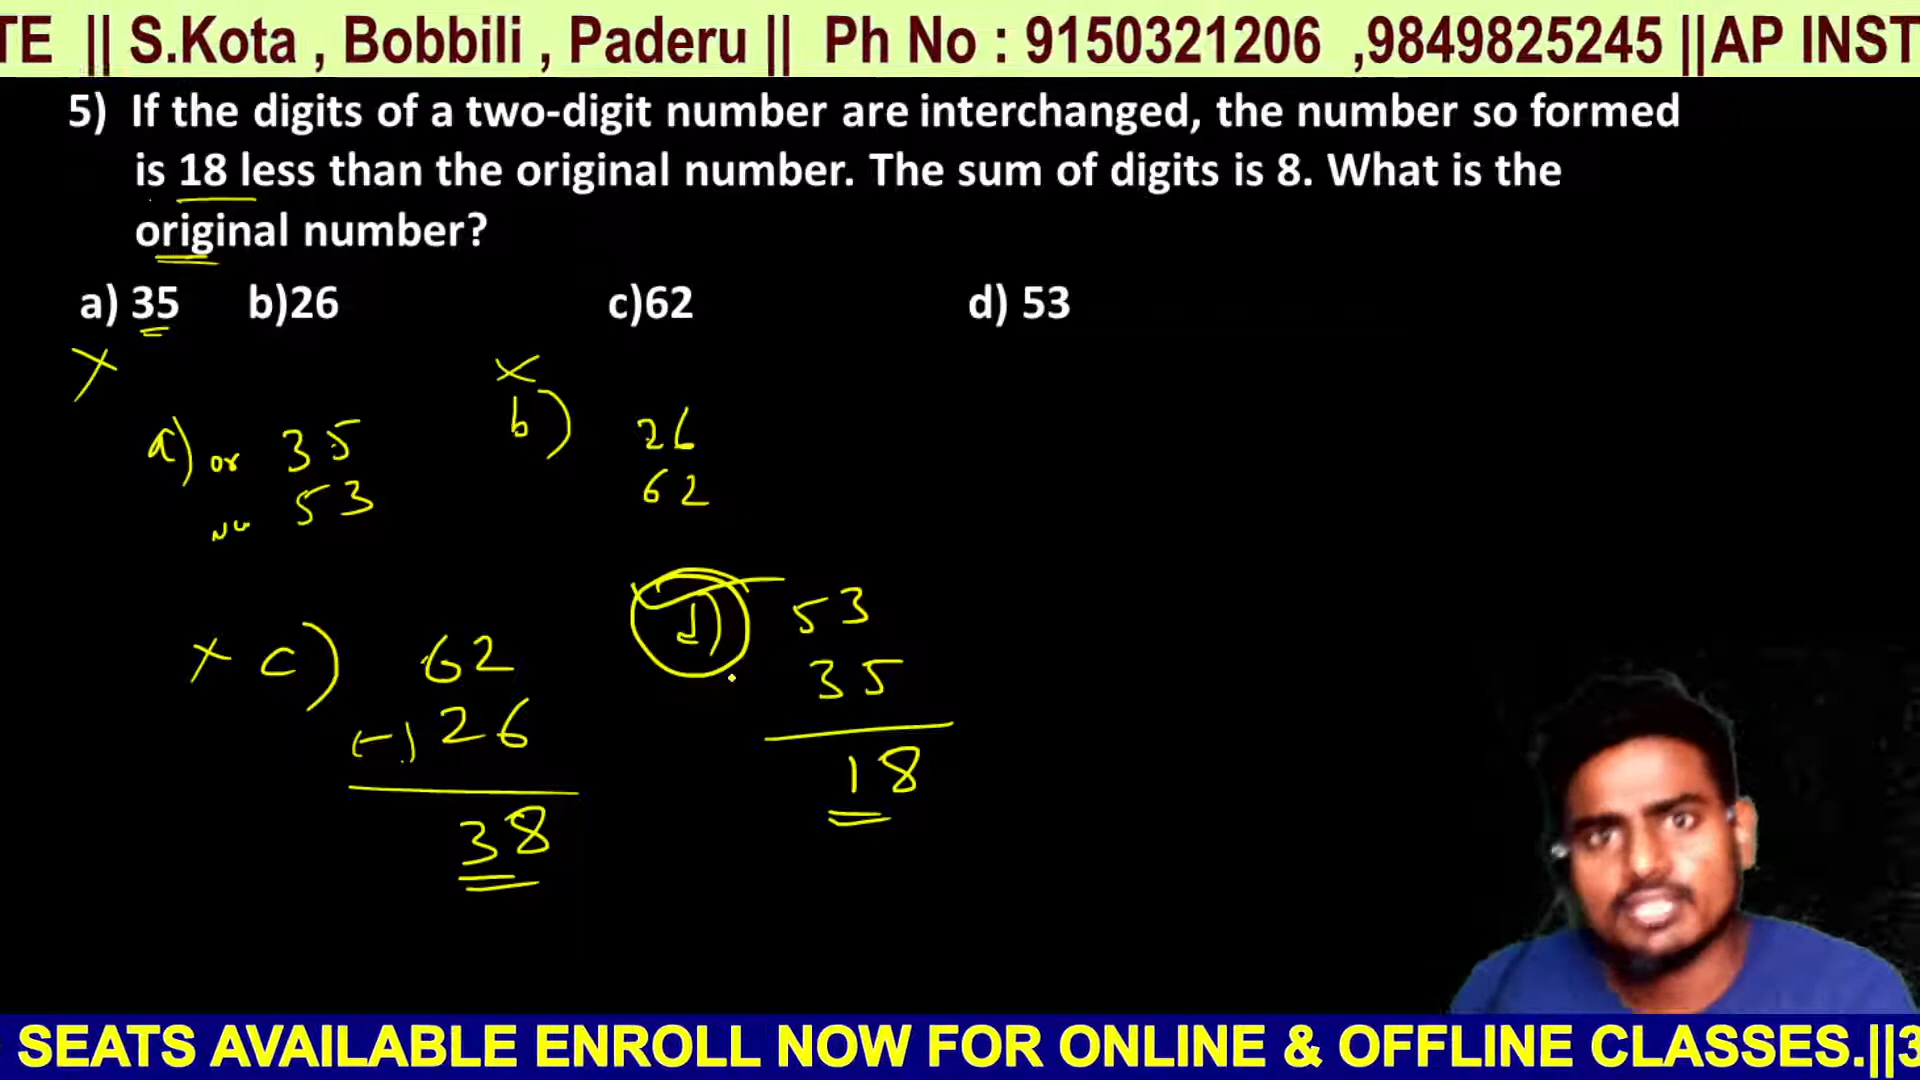 TE || S.Kota , Bobbili , Paderu || Ph No : 9150321206 ,9849825245 ||AP INST
5) If the digits of a two-digit number are interchanged, the number so formed
is 18 less than the original number. The sum of digits is 8. What is the
original number?
a) 35 b)26 c)62 d) 53
a) or 35
53
b) 26
62
x c) 62
(-) 26
38
d) 53
35
18
SEATS AVAILABLE ENROLL NOW FOR ONLINE & OFFLINE CLASSES.||3